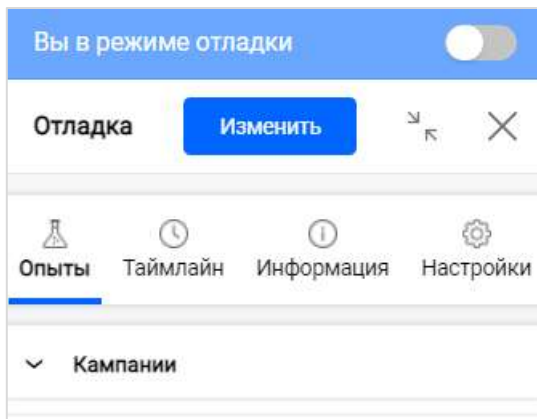 Вы в режиме отладки
Отладка Изменить
Опыты Таймлайн Информация Настройки
Кампании